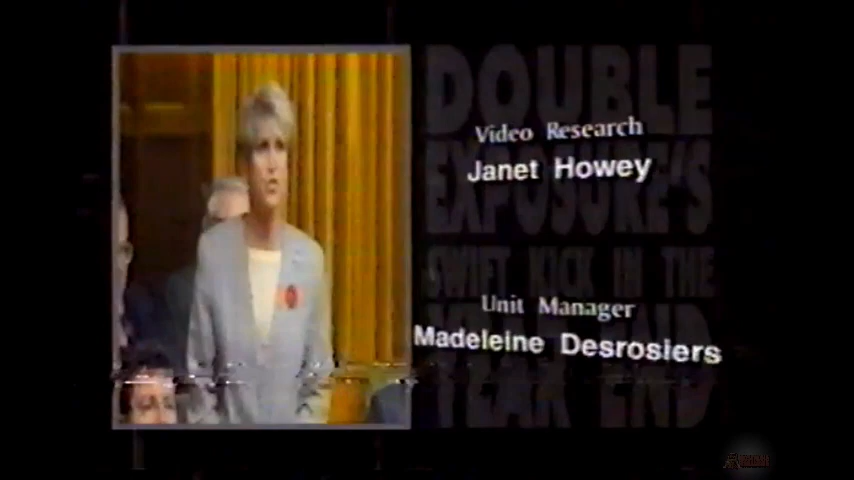 DOUBLE
Video Research
Janet Howey
EXPOSURE'S
SWIFT KICK IN THE
Unit Manager
Madeleine Desrosiers
YEAR END